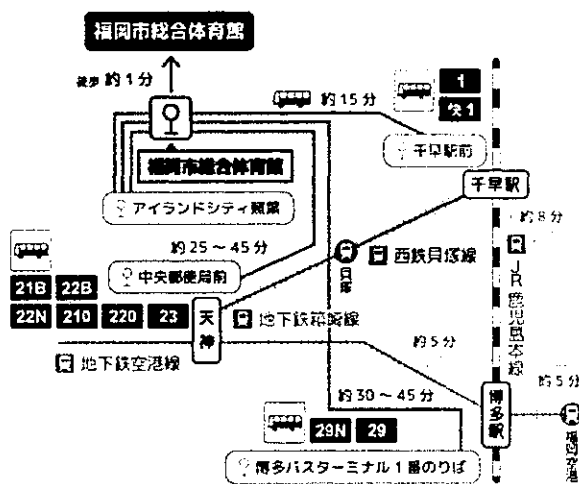 福岡市総合体育館
徒歩 約1分
約15分
1
快1
千早駅前
福岡市総合体育館
千早駅
アイランドシティ照葉
約8分
約25～45分
中央郵便局前
貝塚
西鉄貝塚線
JR鹿児島本線
21B 22B
22N 210 220 23
天神
地下鉄箱崎線
地下鉄空港線
約5分
約5分
約30～45分
博多駅
福岡空港
29N 29
博多バスターミナル1番のりば